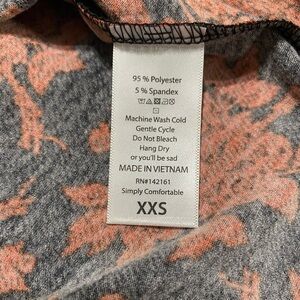 95 % Polyester
5 % Spandex
Machine Wash Cold
Gentle Cycle
Do Not Bleach
Hang Dry
or you'll be sad
MADE IN VIETNAM
RN#142161
Simply Comfortable
XXS